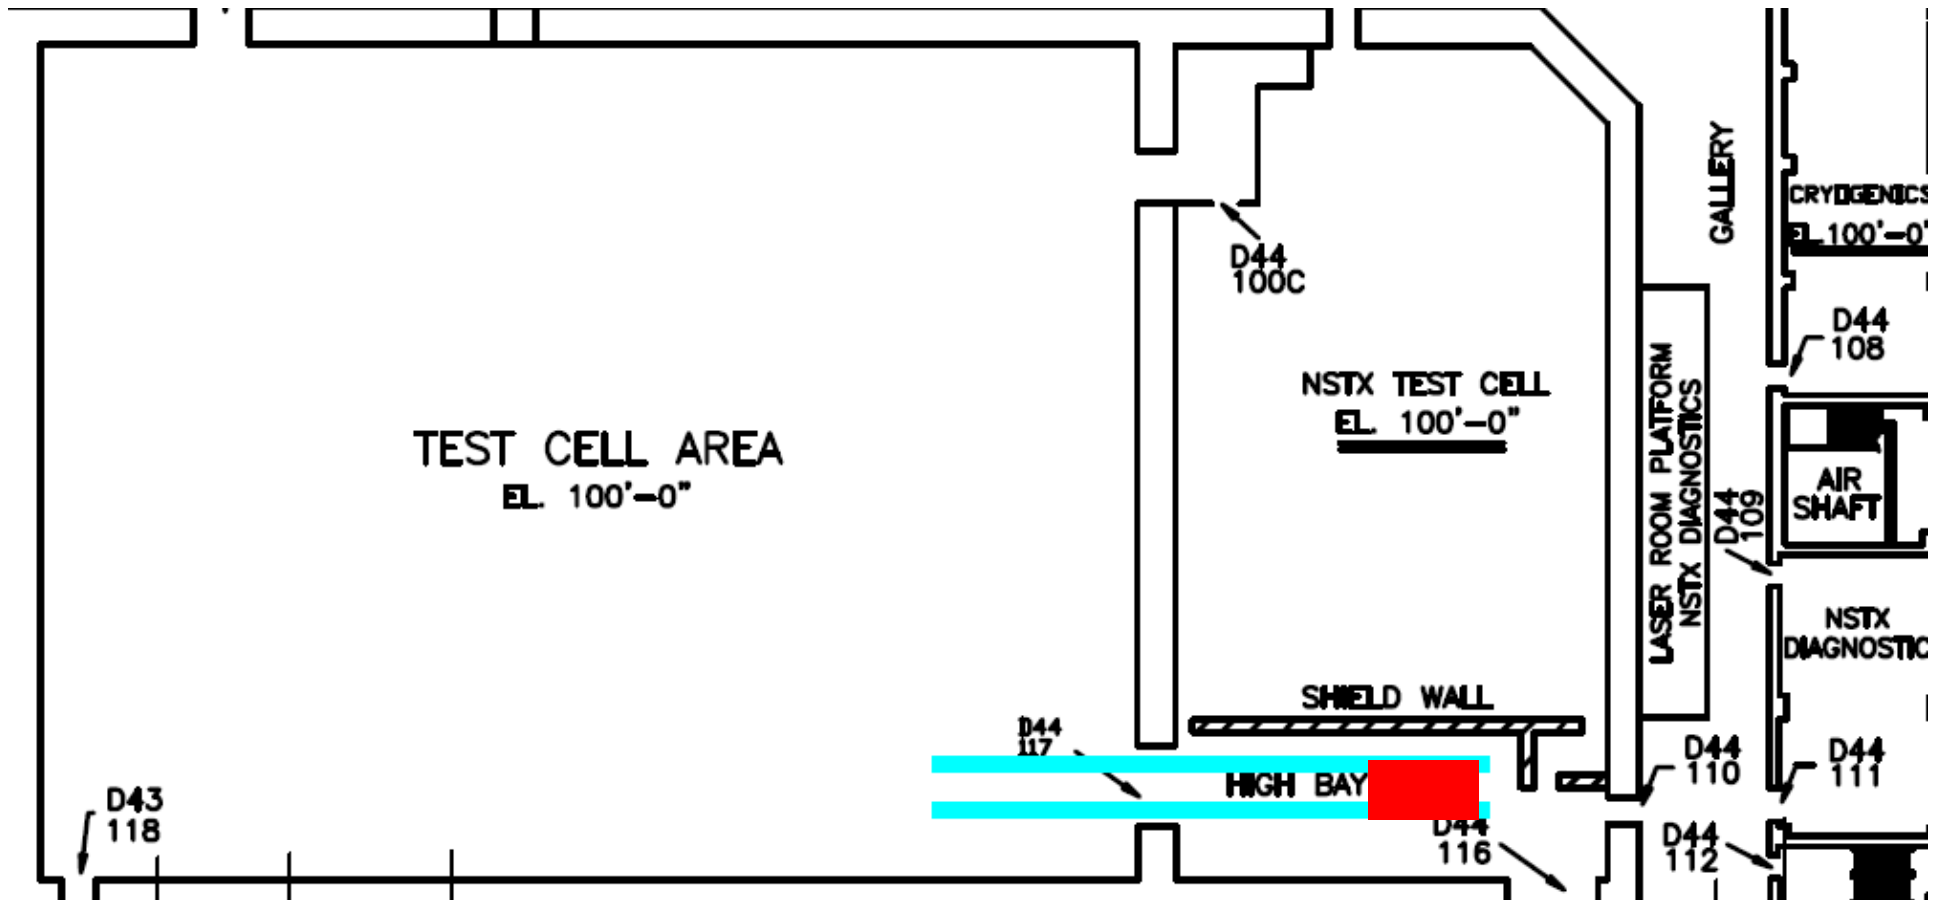 GALLERY
CRYOGENICS
EL. 100'-0"
D44
100C
D44
108
NSTX TEST CELL
EL. 100'-0"
LASER ROOM PLATFORM
NSTX DIAGNOSTICS
TEST CELL AREA
EL. 100'-0"
AIR
SHAFT
D44
109
NSTX
DIAGNOSTIC
SHIELD WALL
D44
117
D44
110
D44
111
HIGH BAY
D43
118
D44
116
D44
112